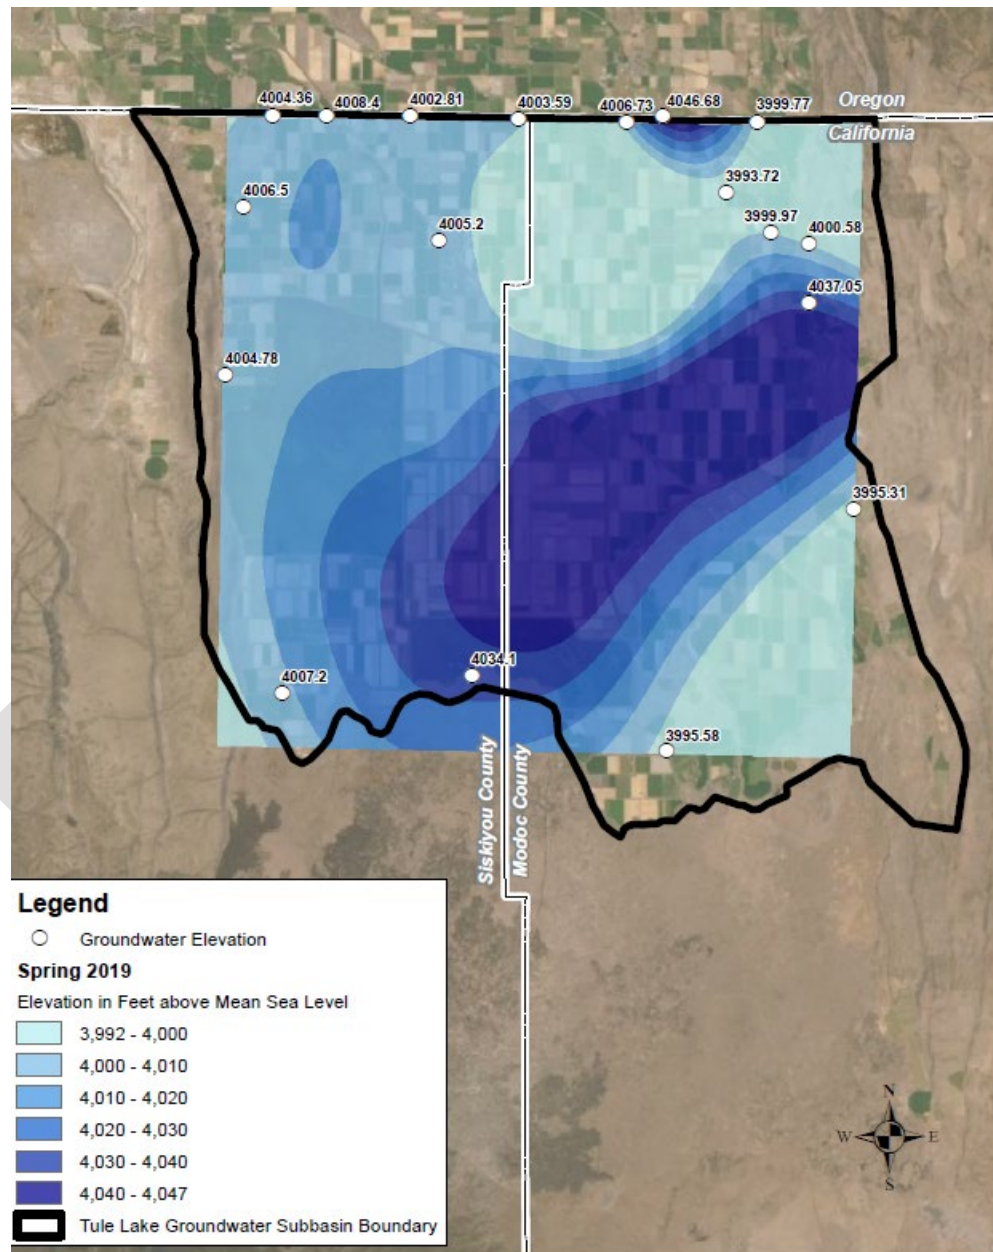 4004.36
4008.4
4002.81
4003.59
4006.73
4046.68
3999.77
Oregon
California
3993.72
4006.5
4005.2
3999.97
4000.58
4037.05
4004.78
3995.31
4034.1
4007.2
3995.58
Siskiyou County
Modoc County
Legend
Groundwater Elevation
Spring 2019
Elevation in Feet above Mean Sea Level
3,992 - 4,000
4,000 - 4,010
4,010 - 4,020
4,020 - 4,030
4,030 - 4,040
4,040 - 4,047
Tule Lake Groundwater Subbasin Boundary
N
W E
S